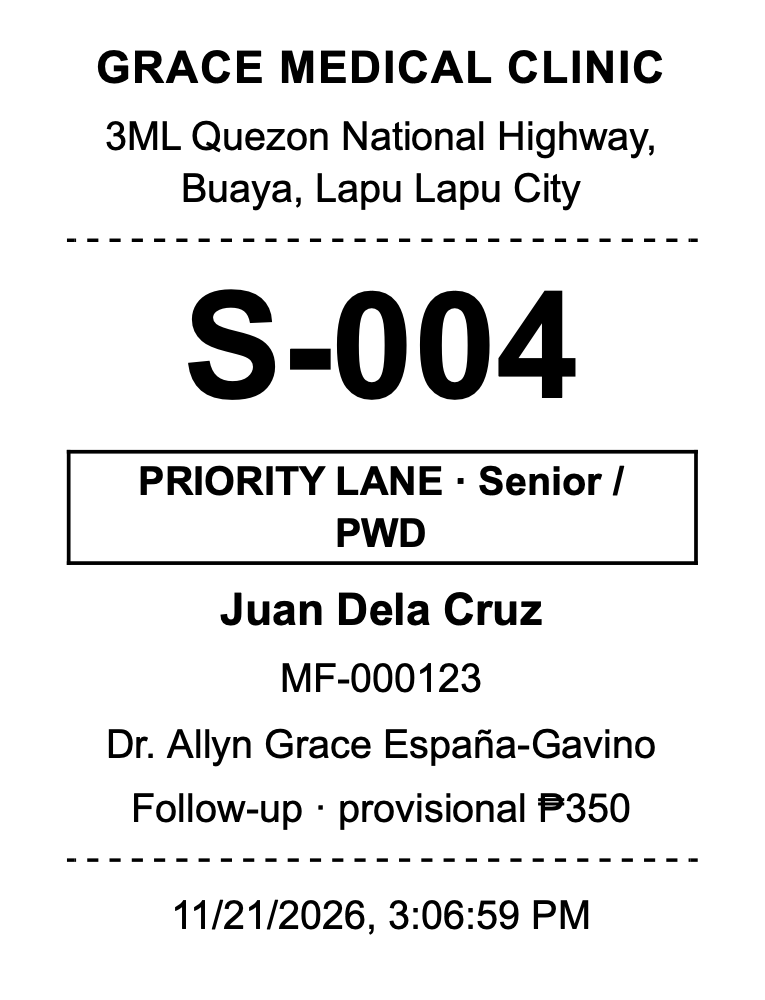 GRACE MEDICAL CLINIC
3ML Quezon National Highway,
Buaya, Lapu Lapu City
S-004
PRIORITY LANE · Senior /
PWD
Juan Dela Cruz
MF-000123
Dr. Allyn Grace España-Gavino
Follow-up · provisional ₱350
11/21/2026, 3:06:59 PM